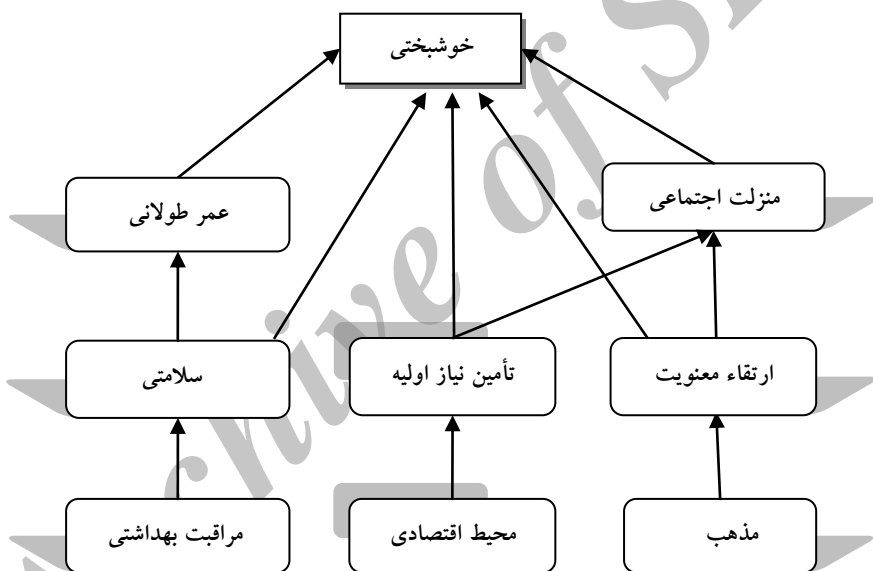 خوشبختی
منزلت اجتماعی
عمر طولانی
ارتقاء معنویت
تأمین نیاز اولیه
سلامتی
مذهب
محیط اقتصادی
مراقبت بهداشتی